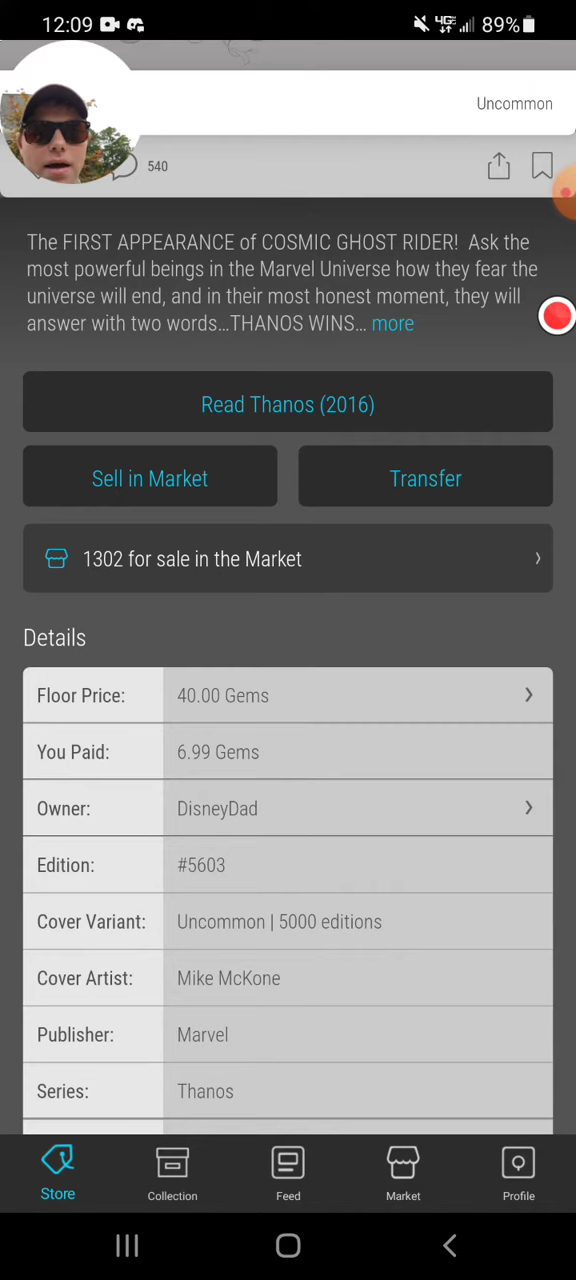 12:09
4G
89%
Uncommon
540
The FIRST APPEARANCE of COSMIC GHOST RIDER! Ask the
most powerful beings in the Marvel Universe how they fear the
universe will end, and in their most honest moment, they will
answer with two words...THANOS WINS... more
Read Thanos (2016)
Sell in Market
Transfer
1302 for sale in the Market
Details
Floor Price:
40.00 Gems
You Paid:
6.99 Gems
Owner:
DisneyDad
Edition:
#5603
Cover Variant:
Uncommon | 5000 editions
Cover Artist:
Mike McKone
Publisher:
Marvel
Series:
Thanos
Store
Collection
Feed
Market
Profile